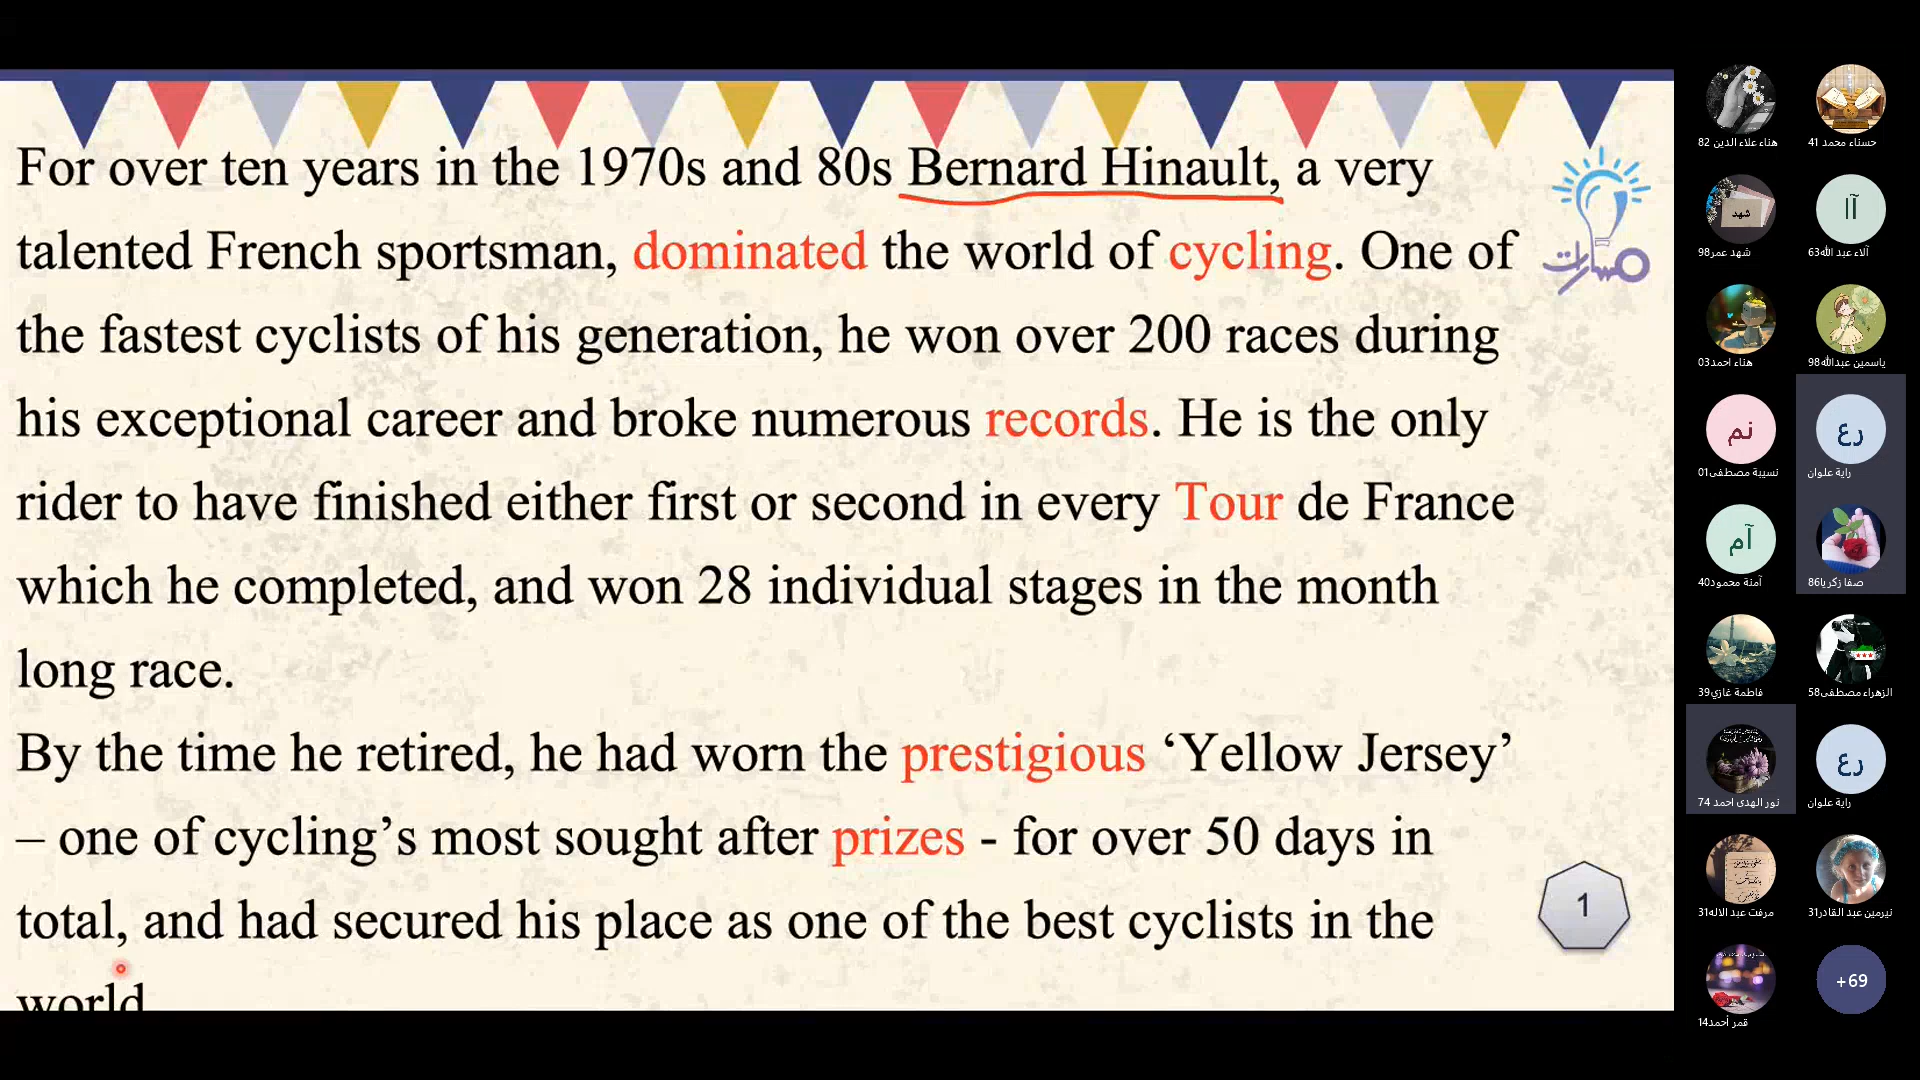 For over ten years in the 1970s and 80s Bernard Hinault, a very
talented French sportsman, dominated the world of cycling. One of
the fastest cyclists of his generation, he won over 200 races during
his exceptional career and broke numerous records. He is the only
rider to have finished either first or second in every Tour de France
which he completed, and won 28 individual stages in the month
long race.
By the time he retired, he had worn the prestigious ‘Yellow Jersey’
– one of cycling’s most sought after prizes - for over 50 days in
total, and had secured his place as one of the best cyclists in the
world
مسارات
1
هناء علاء الدين 82
حسناء محمد 41
شهد
شهد عمر98
آا
آلاء عبد الله63
هناء احمد03
ياسمين عبدالله98
نم
نسيبة مصطفى01
رع
راية علوان
آم
آمنة محمود40
صفا زكريا86
فاطمة غازي39
الزهراء مصطفى58
نور الهدى احمد 74
رع
راية علوان
مرفت عبد الاله31
نيرمين عبد القادر31
قمر أحمد14
+69